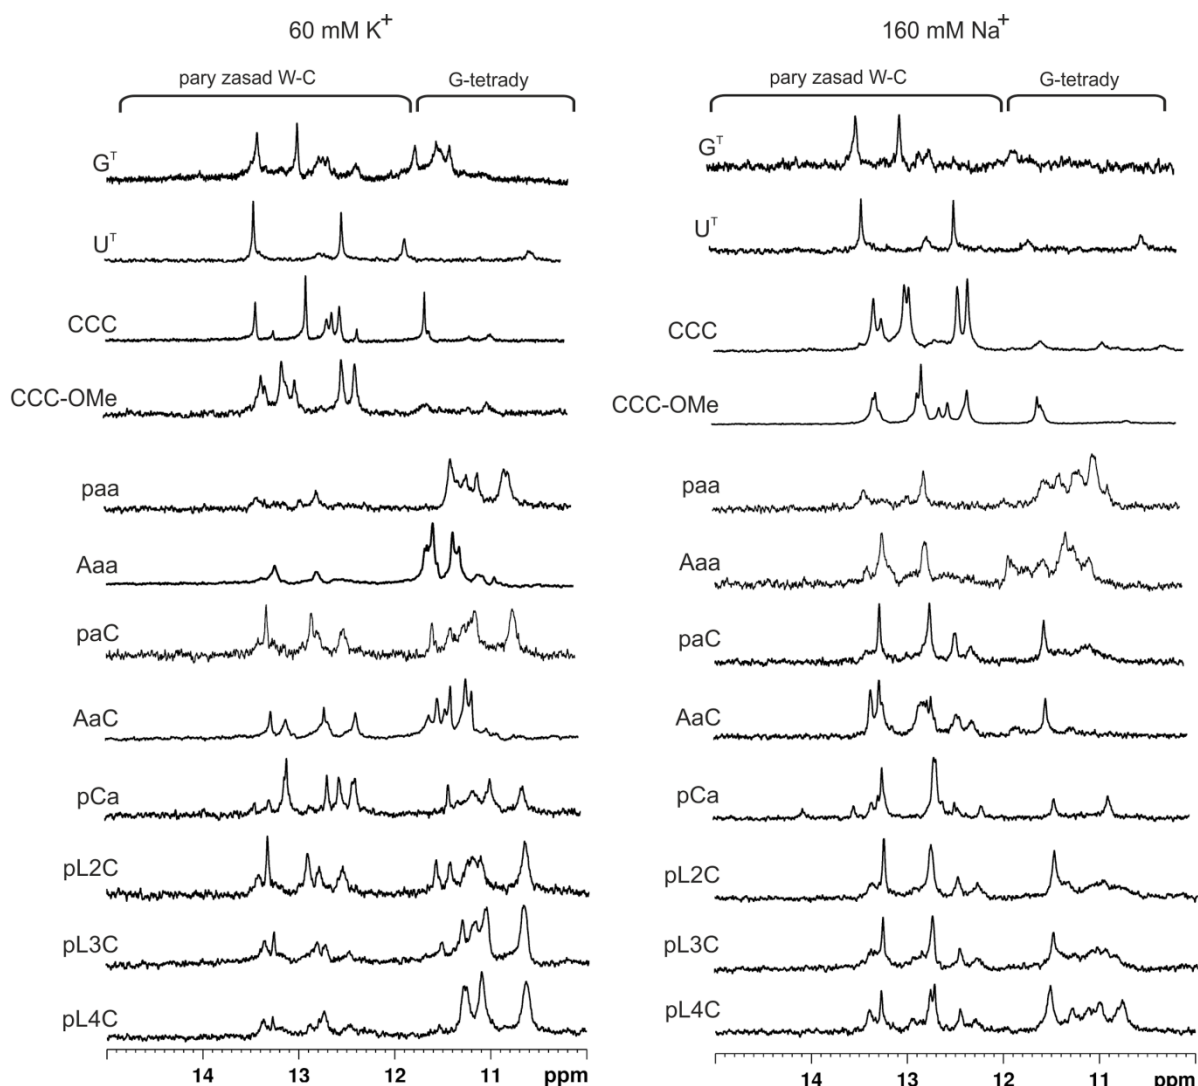 60 mM K⁺
pary zasad W-C
G-tetrady
Gᵀ
Uᵀ
CCC
CCC-OMe
paa
Aaa
paC
AaC
pCa
pL2C
pL3C
pL4C
14 13 12 11 ppm
160 mM Na⁺
pary zasad W-C
G-tetrady
Gᵀ
Uᵀ
CCC
CCC-OMe
paa
Aaa
paC
AaC
pCa
pL2C
pL3C
pL4C
14 13 12 11 ppm